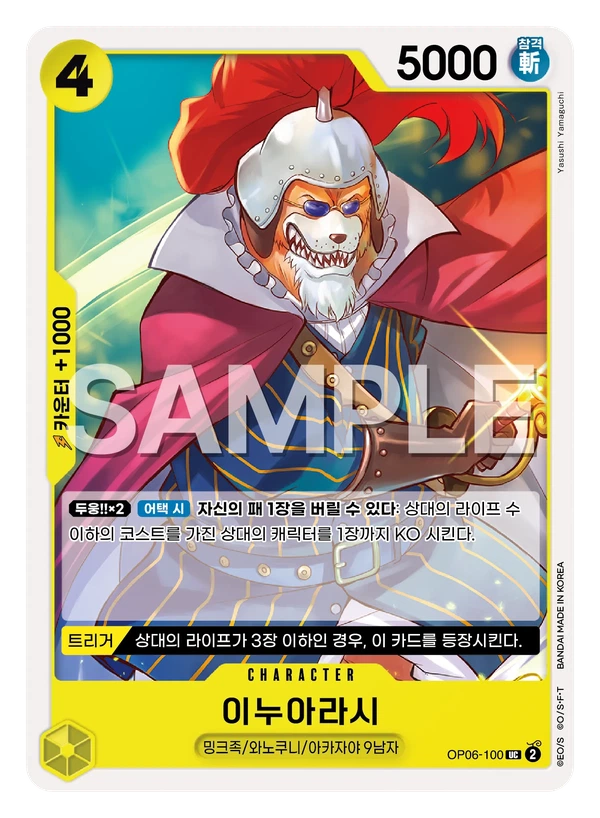 4
5000
참격
斬
Yasushi Yamaguchi
카운터 +1000
SAMPLE
두웅!!×2 어택 시 자신의 패 1장을 버릴 수 있다: 상대의 라이프 수
이하의 코스트를 가진 상대의 캐릭터를 1장까지 KO 시킨다.
트리거 상대의 라이프가 3장 이하인 경우, 이 카드를 등장시킨다.
CHARACTER
이누아라시
밍크족/와노쿠니/아카자야 9남자
OP06-100 UC 2
©EO/S ©O/S·F·T BANDAI MADE IN KOREA